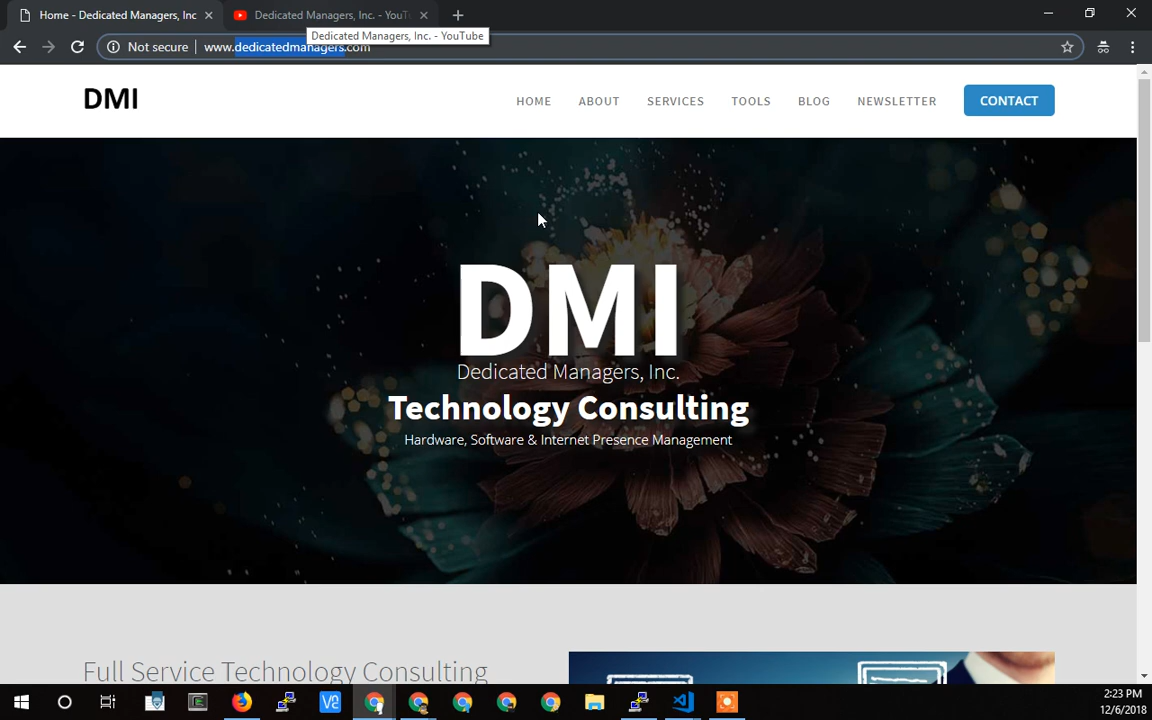 Home - Dedicated Managers, Inc
Dedicated Managers, Inc. - YouT
Dedicated Managers, Inc. - YouTube
Not secure
www.dedicatedmanagers.com
DMI
HOME
ABOUT
SERVICES
TOOLS
BLOG
NEWSLETTER
CONTACT
DMI
Dedicated Managers, Inc.
Technology Consulting
Hardware, Software & Internet Presence Management
Full Service Technology Consulting
2:23 PM
12/6/2018